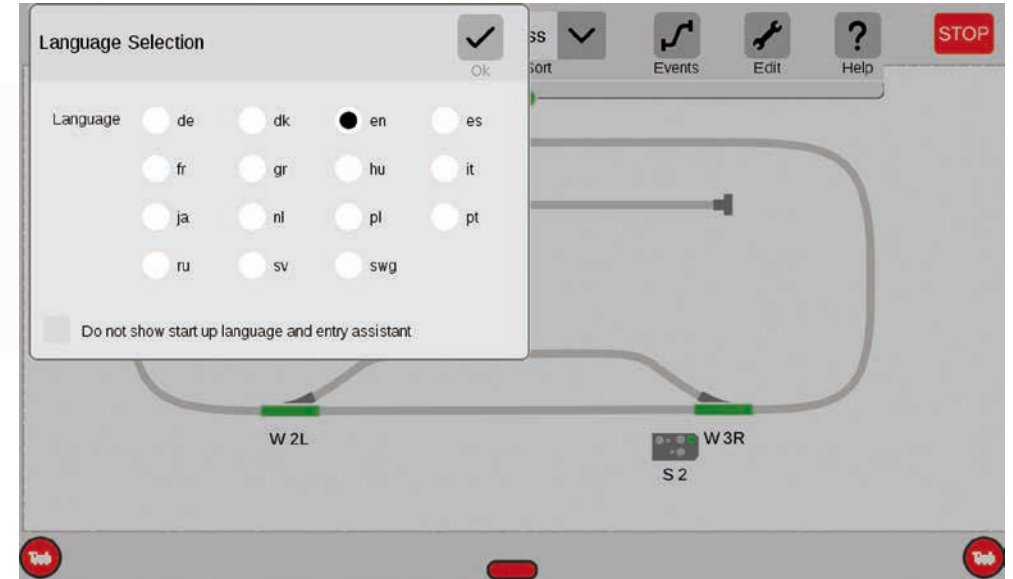 Language Selection
Ok
ss
Sort
Events
Edit
Help
STOP
Language
de
dk
en
es
fr
gr
hu
it
ja
nl
pl
pt
ru
sv
swg
Do not show start up language and entry assistant
W 2L
W 3R
S 2